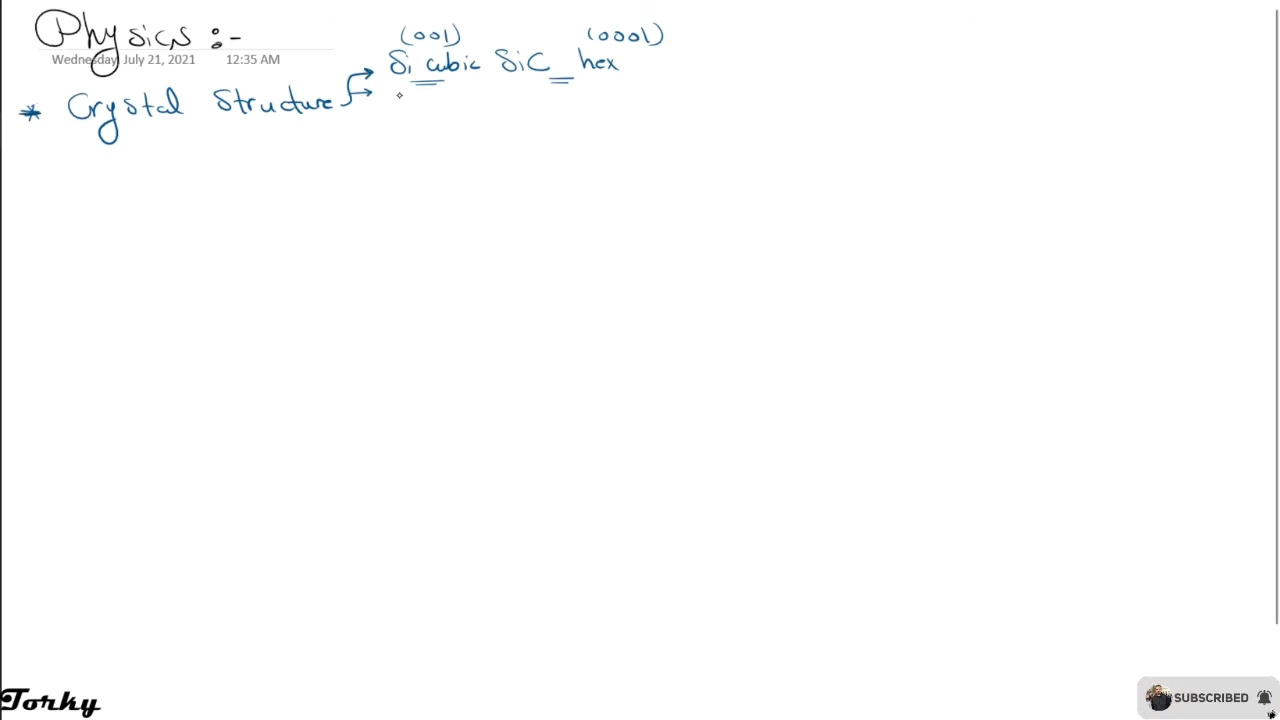 Physics :-
Wednesday, July 21, 2021 12:35 AM
(001) (0001)
Si cubic SiC _ hex
* Crystal Structure
Torky
SUBSCRIBED